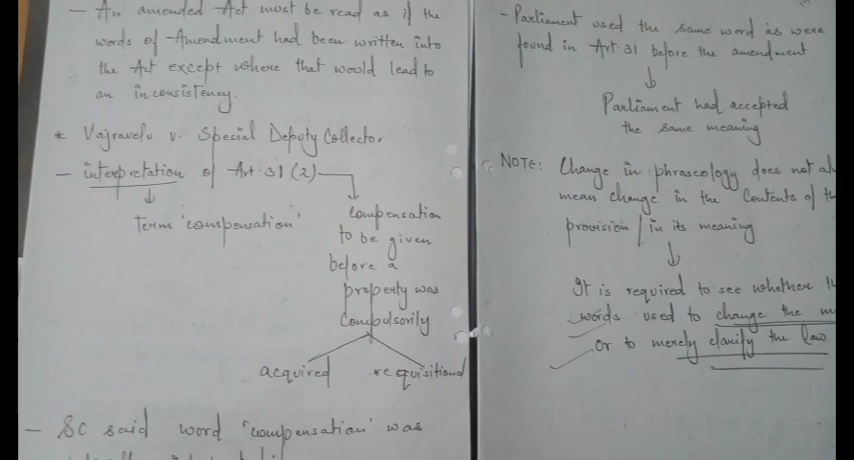 - An amended Act must be read as if the
words of Amendment had been written into
the Act except where that would lead to
an inconsistency.
* Vajravelu v. Special Deputy Collector
- interpretation of Art. 31 (2)
Term 'compensation'
Compensation
to be given
before a
property was
Compulsorily
acquired requisitioned
- SC said word 'compensation' was
- Parliament used the same word as were
found in Art. 31 before the amendment
Parliament had accepted
the same meaning
NOTE: Change in phraseology does not al
mean change in the Contents of th
provision / in its meaning
It is required to see whether th
words used to change the m
or to merely clarify the law.